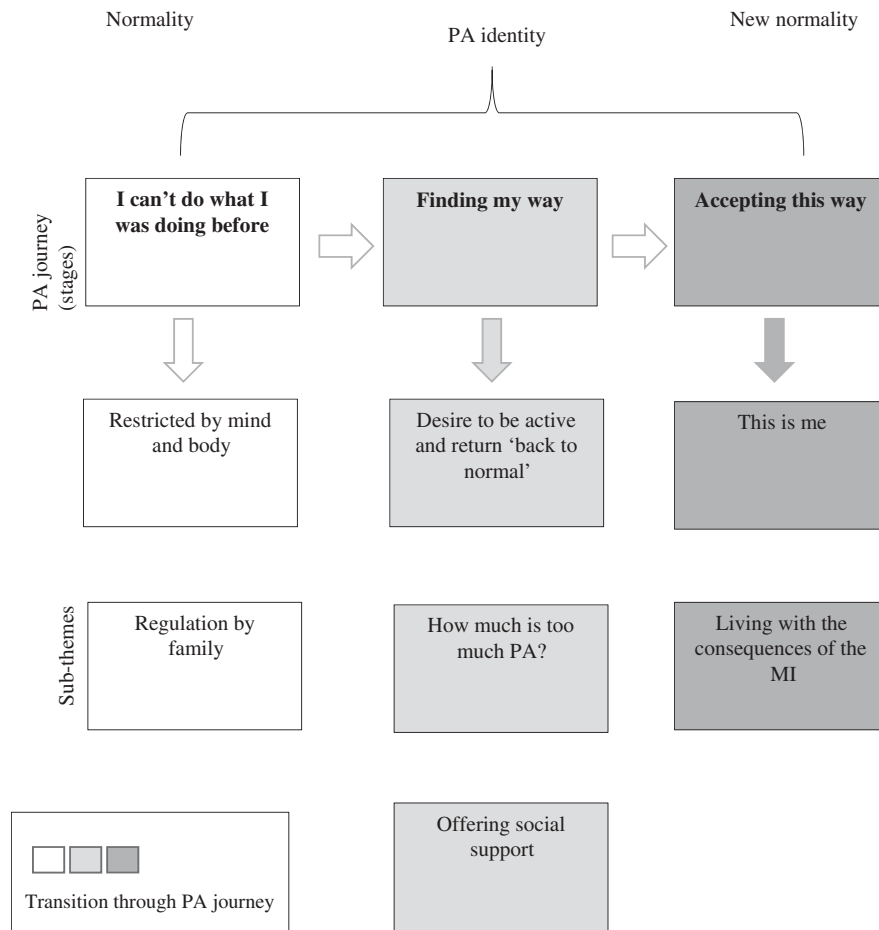 Normality
PA identity
New normality
PA journey
(stages)
I can't do what I
was doing before
Finding my way
Accepting this way
Restricted by mind
and body
Desire to be active
and return 'back to
normal'
This is me
Sub-themes
Regulation by
family
How much is too
much PA?
Living with the
consequences of the
MI
Offering social
support
Transition through PA journey